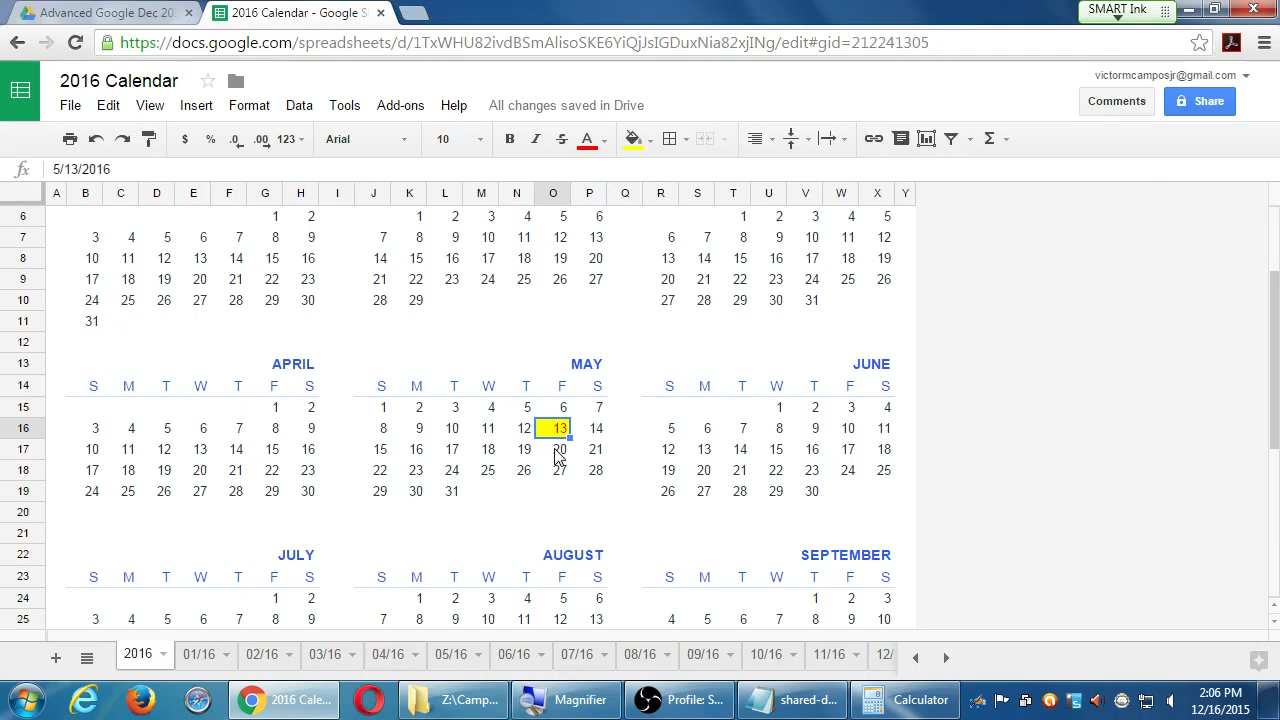 Advanced Google Dec 20
2016 Calendar - Google S
SMART Ink
https://docs.google.com/spreadsheets/d/
2016 Calendar
victormcamposjr@gmail.com
File Edit View Insert Format Data Tools Add-ons Help All changes saved in Drive
Comments Share
$ % .0 .00 123 Arial 10 B I S A Σ
fx 5/13/2016
A B C D E F G H I J K L M N O P Q R S T U V W X Y
6 1 2 1 2 3 4 5 6 1 2 3 4 5
7 3 4 5 6 7 8 9 7 8 9 10 11 12 13 6 7 8 9 10 11 12
8 10 11 12 13 14 15 16 14 15 16 17 18 19 20 13 14 15 16 17 18 19
9 17 18 19 20 21 22 23 21 22 23 24 25 26 27 20 21 22 23 24 25 26
10 24 25 26 27 28 29 30 28 29 27 28 29 30 31
11 31
12
13 APRIL MAY JUNE
14 S M T W T F S S M T W T F S S M T W T F S
15 1 2 1 2 3 4 5 6 7 1 2 3 4
16 3 4 5 6 7 8 9 8 9 10 11 12 13 14 5 6 7 8 9 10 11
17 10 11 12 13 14 15 16 15 16 17 18 19 20 21 12 13 14 15 16 17 18
18 17 18 19 20 21 22 23 22 23 24 25 26 27 28 19 20 21 22 23 24 25
19 24 25 26 27 28 29 30 29 30 31 26 27 28 29 30
20
21
22 JULY AUGUST SEPTEMBER
23 S M T W T F S S M T W T F S S M T W T F S
24 1 2 1 2 3 4 5 6 1 2 3
25 3 4 5 6 7 8 9 7 8 9 10 11 12 13 4 5 6 7 8 9 10
2016 01/16 02/16 03/16 04/16 05/16 06/16 07/16 08/16 09/16 10/16 11/16 12/
2016 Cale... Z:\Camp... Magnifier Profile: S... shared-d... Calculator
2:06 PM
12/16/2015